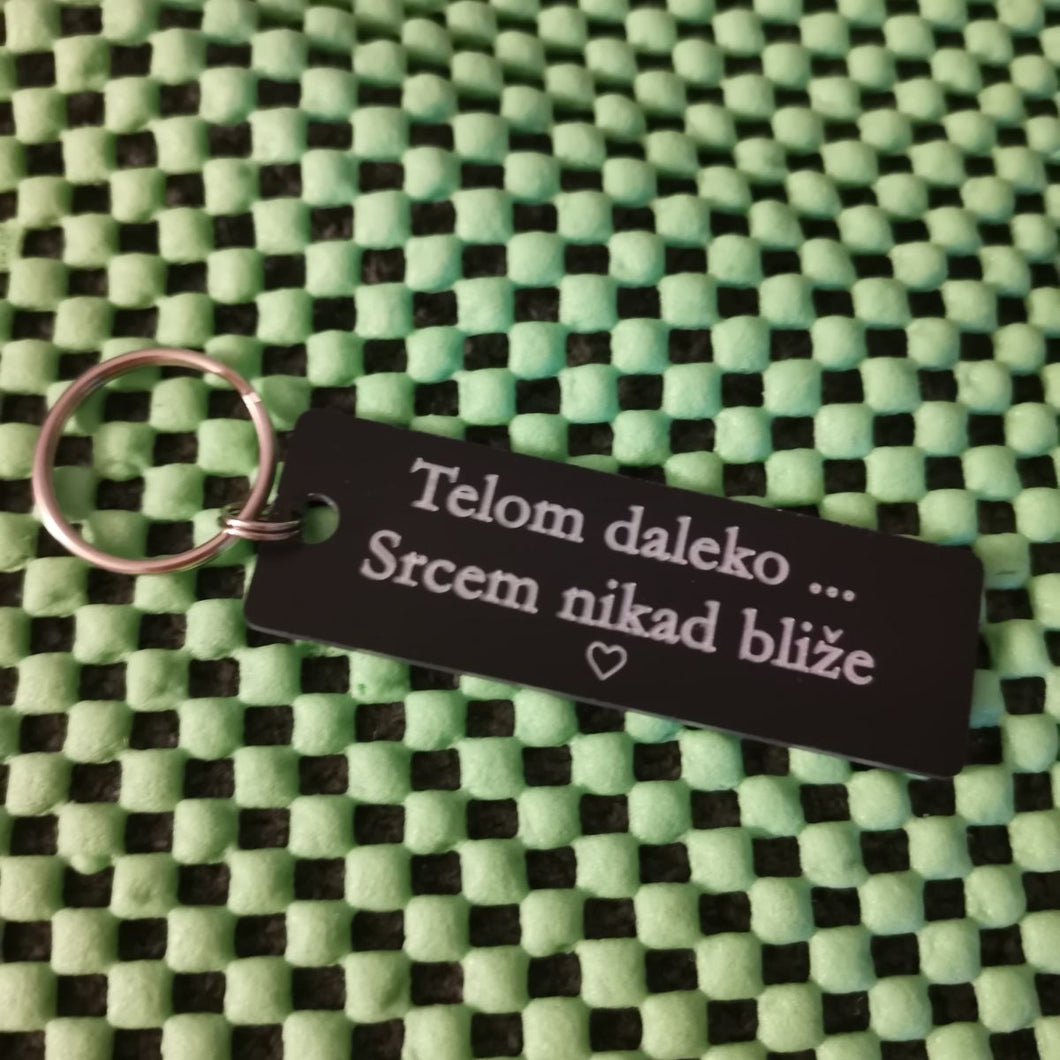 Telom daleko ...
Srcem nikad bliže
♡